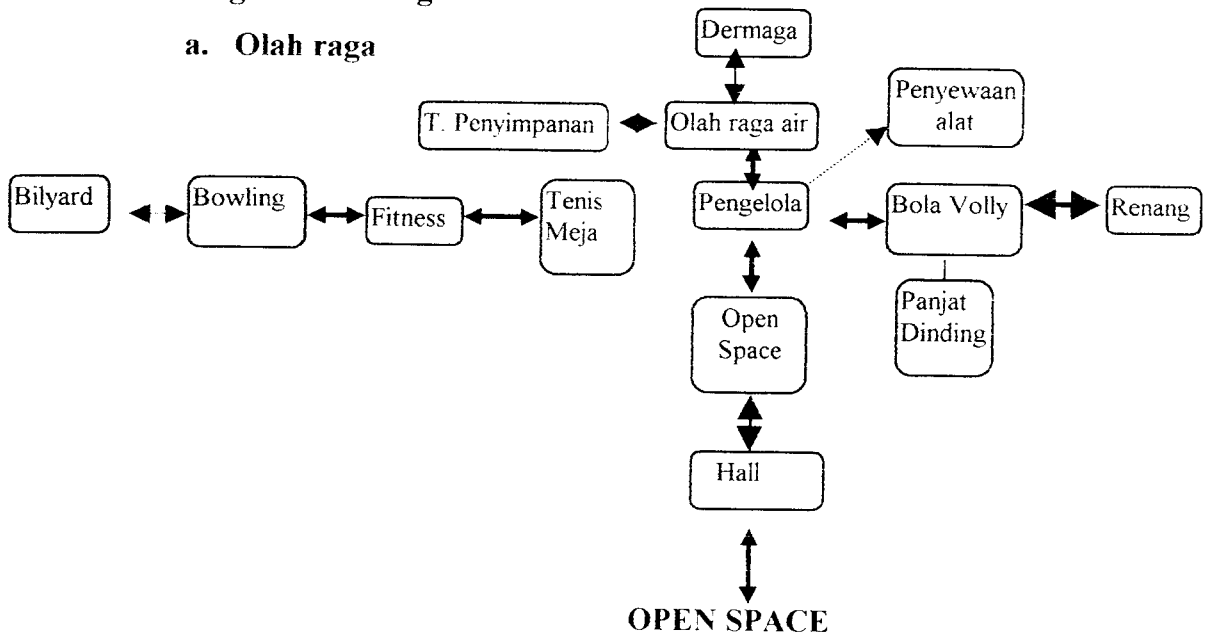 a. Olah raga
Dermaga
Penyewaan
alat
T. Penyimpanan
Olah raga air
Bilyard
Bowling
Fitness
Tenis
Meja
Pengelola
Bola Volly
Renang
Panjat
Dinding
Open
Space
Hall
OPEN SPACE